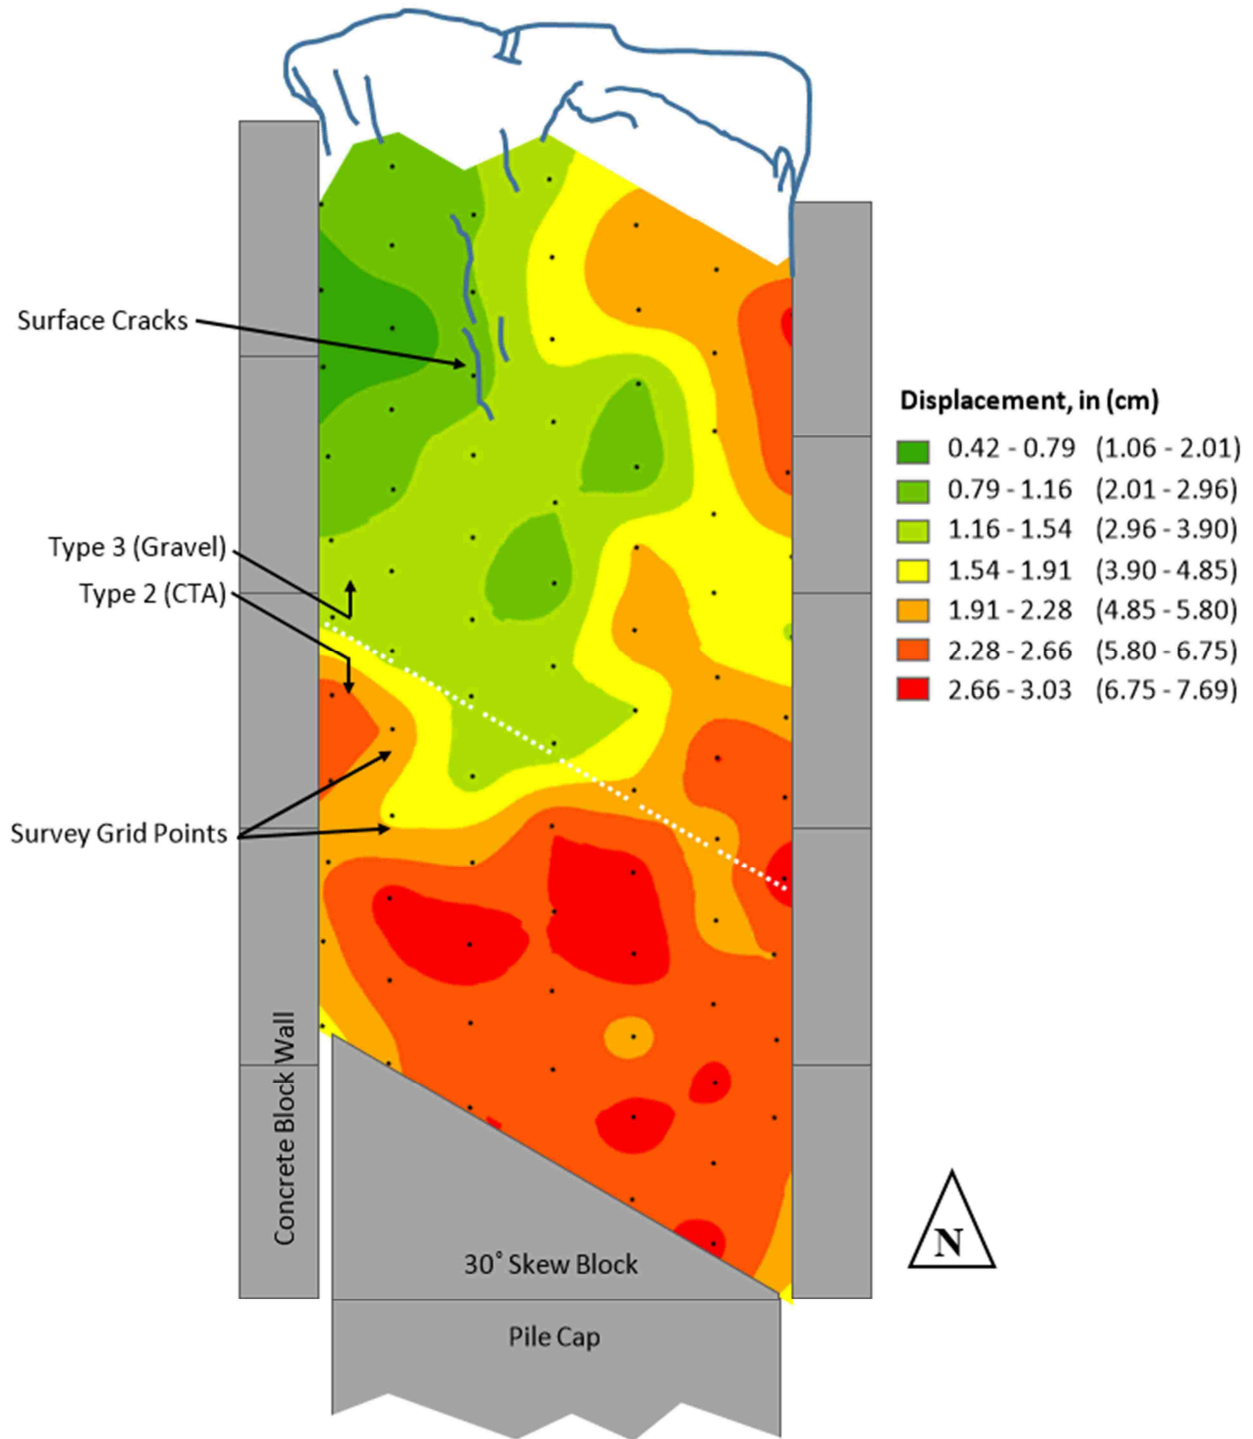 Surface Cracks
Displacement, in (cm)
0.42 - 0.79 (1.06 - 2.01)
0.79 - 1.16 (2.01 - 2.96)
1.16 - 1.54 (2.96 - 3.90)
1.54 - 1.91 (3.90 - 4.85)
1.91 - 2.28 (4.85 - 5.80)
2.28 - 2.66 (5.80 - 6.75)
2.66 - 3.03 (6.75 - 7.69)
Type 3 (Gravel)
Type 2 (CTA)
Survey Grid Points
Concrete Block Wall
30° Skew Block
N
Pile Cap